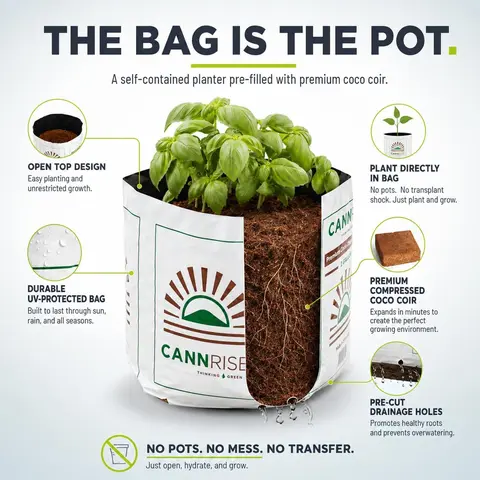 THE BAG IS THE POT.
A self-contained planter pre-filled with premium coco coir.
OPEN TOP DESIGN
Easy planting and
unrestricted growth.
DURABLE
UV-PROTECTED BAG
Built to last through sun,
rain, and all seasons.
CANNRISE
THINKING GREEN
CANN
PLANT DIRECTLY
IN BAG
No pots. No transplant
shock. Just plant and grow.
PREMIUM
COMPRESSED
COCO COIR
Expands in minutes to
create the perfect
growing environment.
PRE-CUT
DRAINAGE HOLES
Promotes healthy roots
and prevents overwatering.
NO POTS. NO MESS. NO TRANSFER.
Just open, hydrate, and grow.